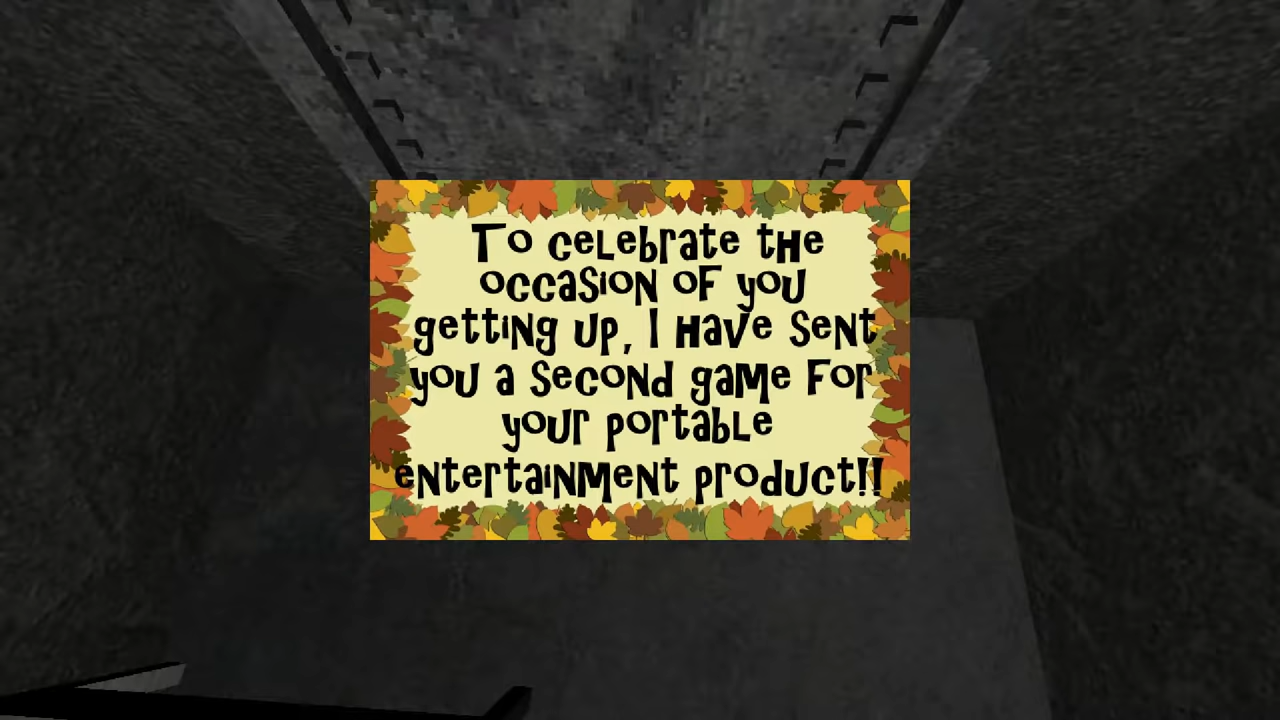 To celebrate the
occasion of you
getting up, I have sent
you a second game for
your portable
entertainment product!!